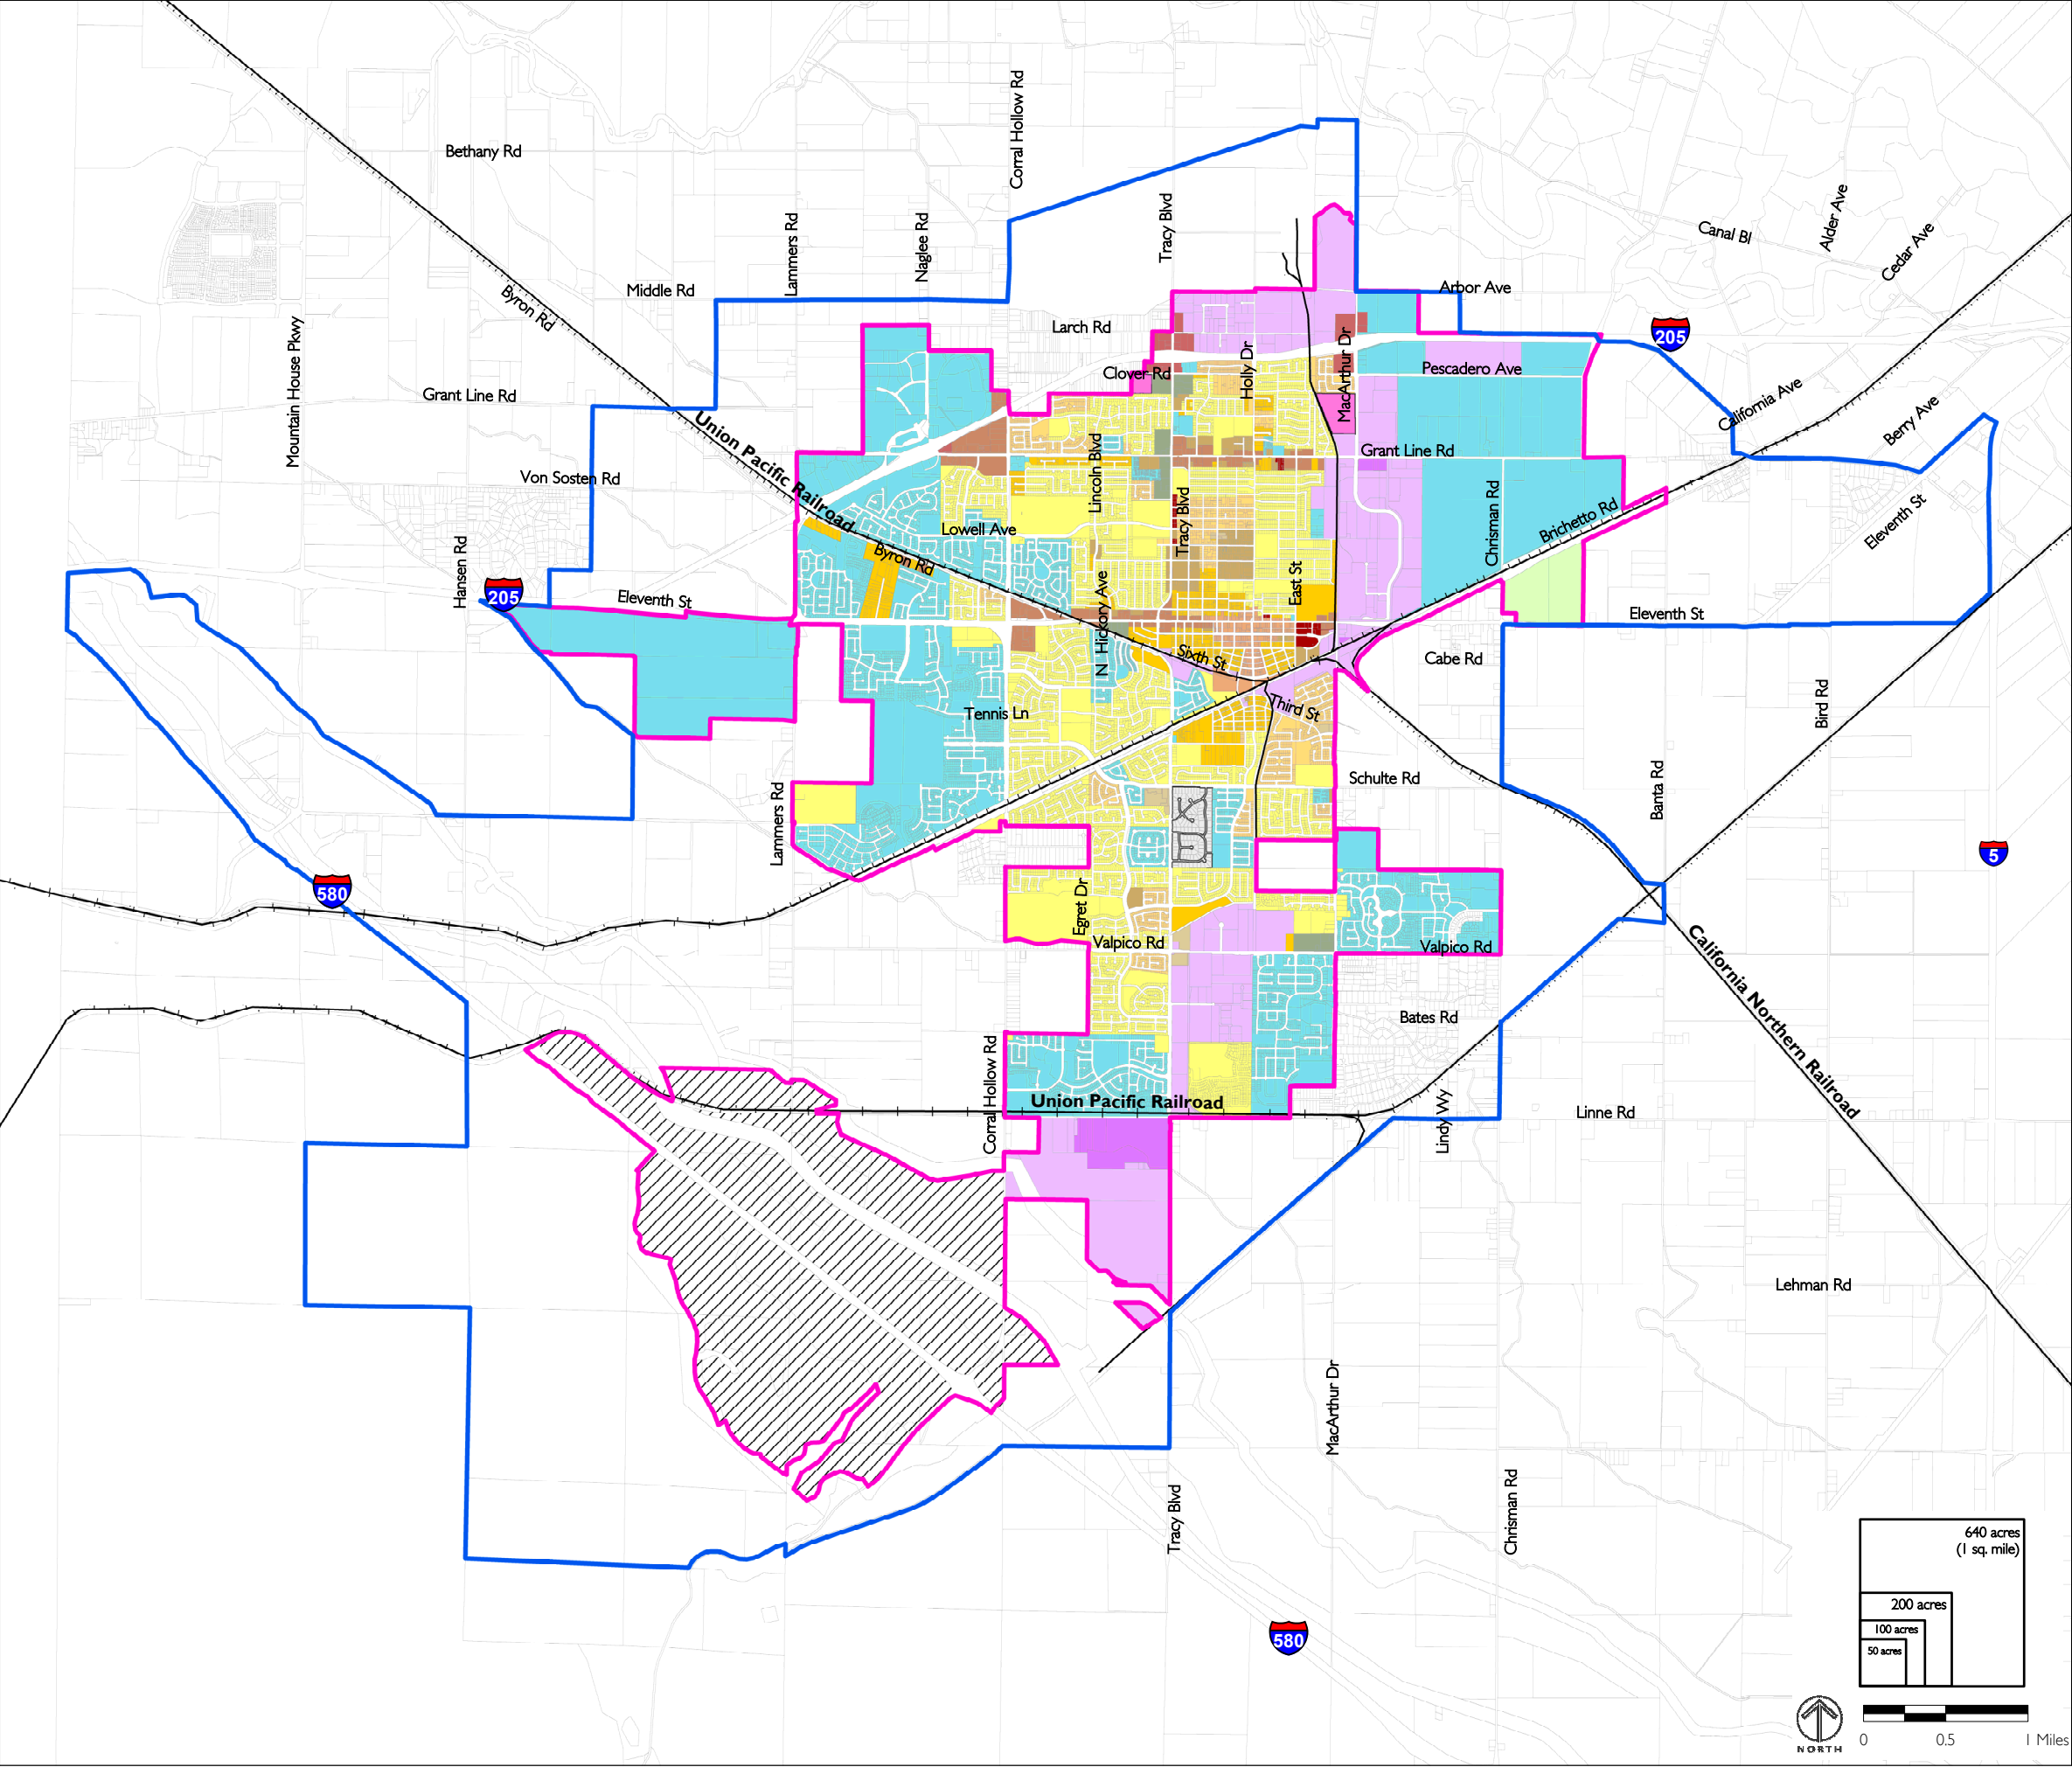 Corral Hollow Rd
Bethany Rd
Tracy Blvd
Alder Ave
Canal Bl
Cedar Ave
Lammers Rd
Naglee Rd
Middle Rd
Byron Rd
Arbor Ave
Larch Rd
205
Mountain House Pkwy
Holly Dr
MacArthur Dr
Clover Rd
Pescadero Ave
Grant Line Rd
California Ave
Berry Ave
Union Pacific Railroad
Lincoln Blvd
Grant Line Rd
Von Sosten Rd
Tracy Blvd
Chrisman Rd
Brichetto Rd
Eleventh St
Lowell Ave
Byron Rd
Hansen Rd
205
Eleventh St
East St
N Hickory Ave
Eleventh St
Sixth St
Cabe Rd
Third St
Tennis Ln
Bird Rd
Schulte Rd
Banta Rd
Lammers Rd
5
580
Egret Dr
Valpico Rd
Valpico Rd
California Northern Railroad
Bates Rd
Corral Hollow Rd
Union Pacific Railroad
Lindy Wy
Linne Rd
Lehman Rd
MacArthur Dr
Tracy Blvd
Chrisman Rd
640 acres
(1 sq. mile)
200 acres
100 acres
50 acres
580
NORTH
0 0.5 1 Miles